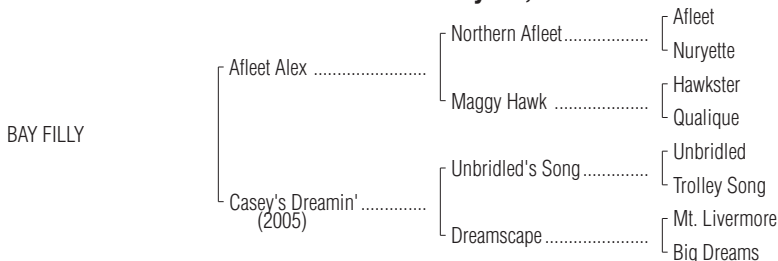 Afleet
Northern Afleet....................
Nuryette
Afleet Alex ........................
Hawkster
Maggy Hawk ....................
Qualique
BAY FILLY
Unbridled
Unbridled's Song..............
Trolley Song
Casey's Dreamin'..............
(2005)
Mt. Livermore
Dreamscape......................
Big Dreams